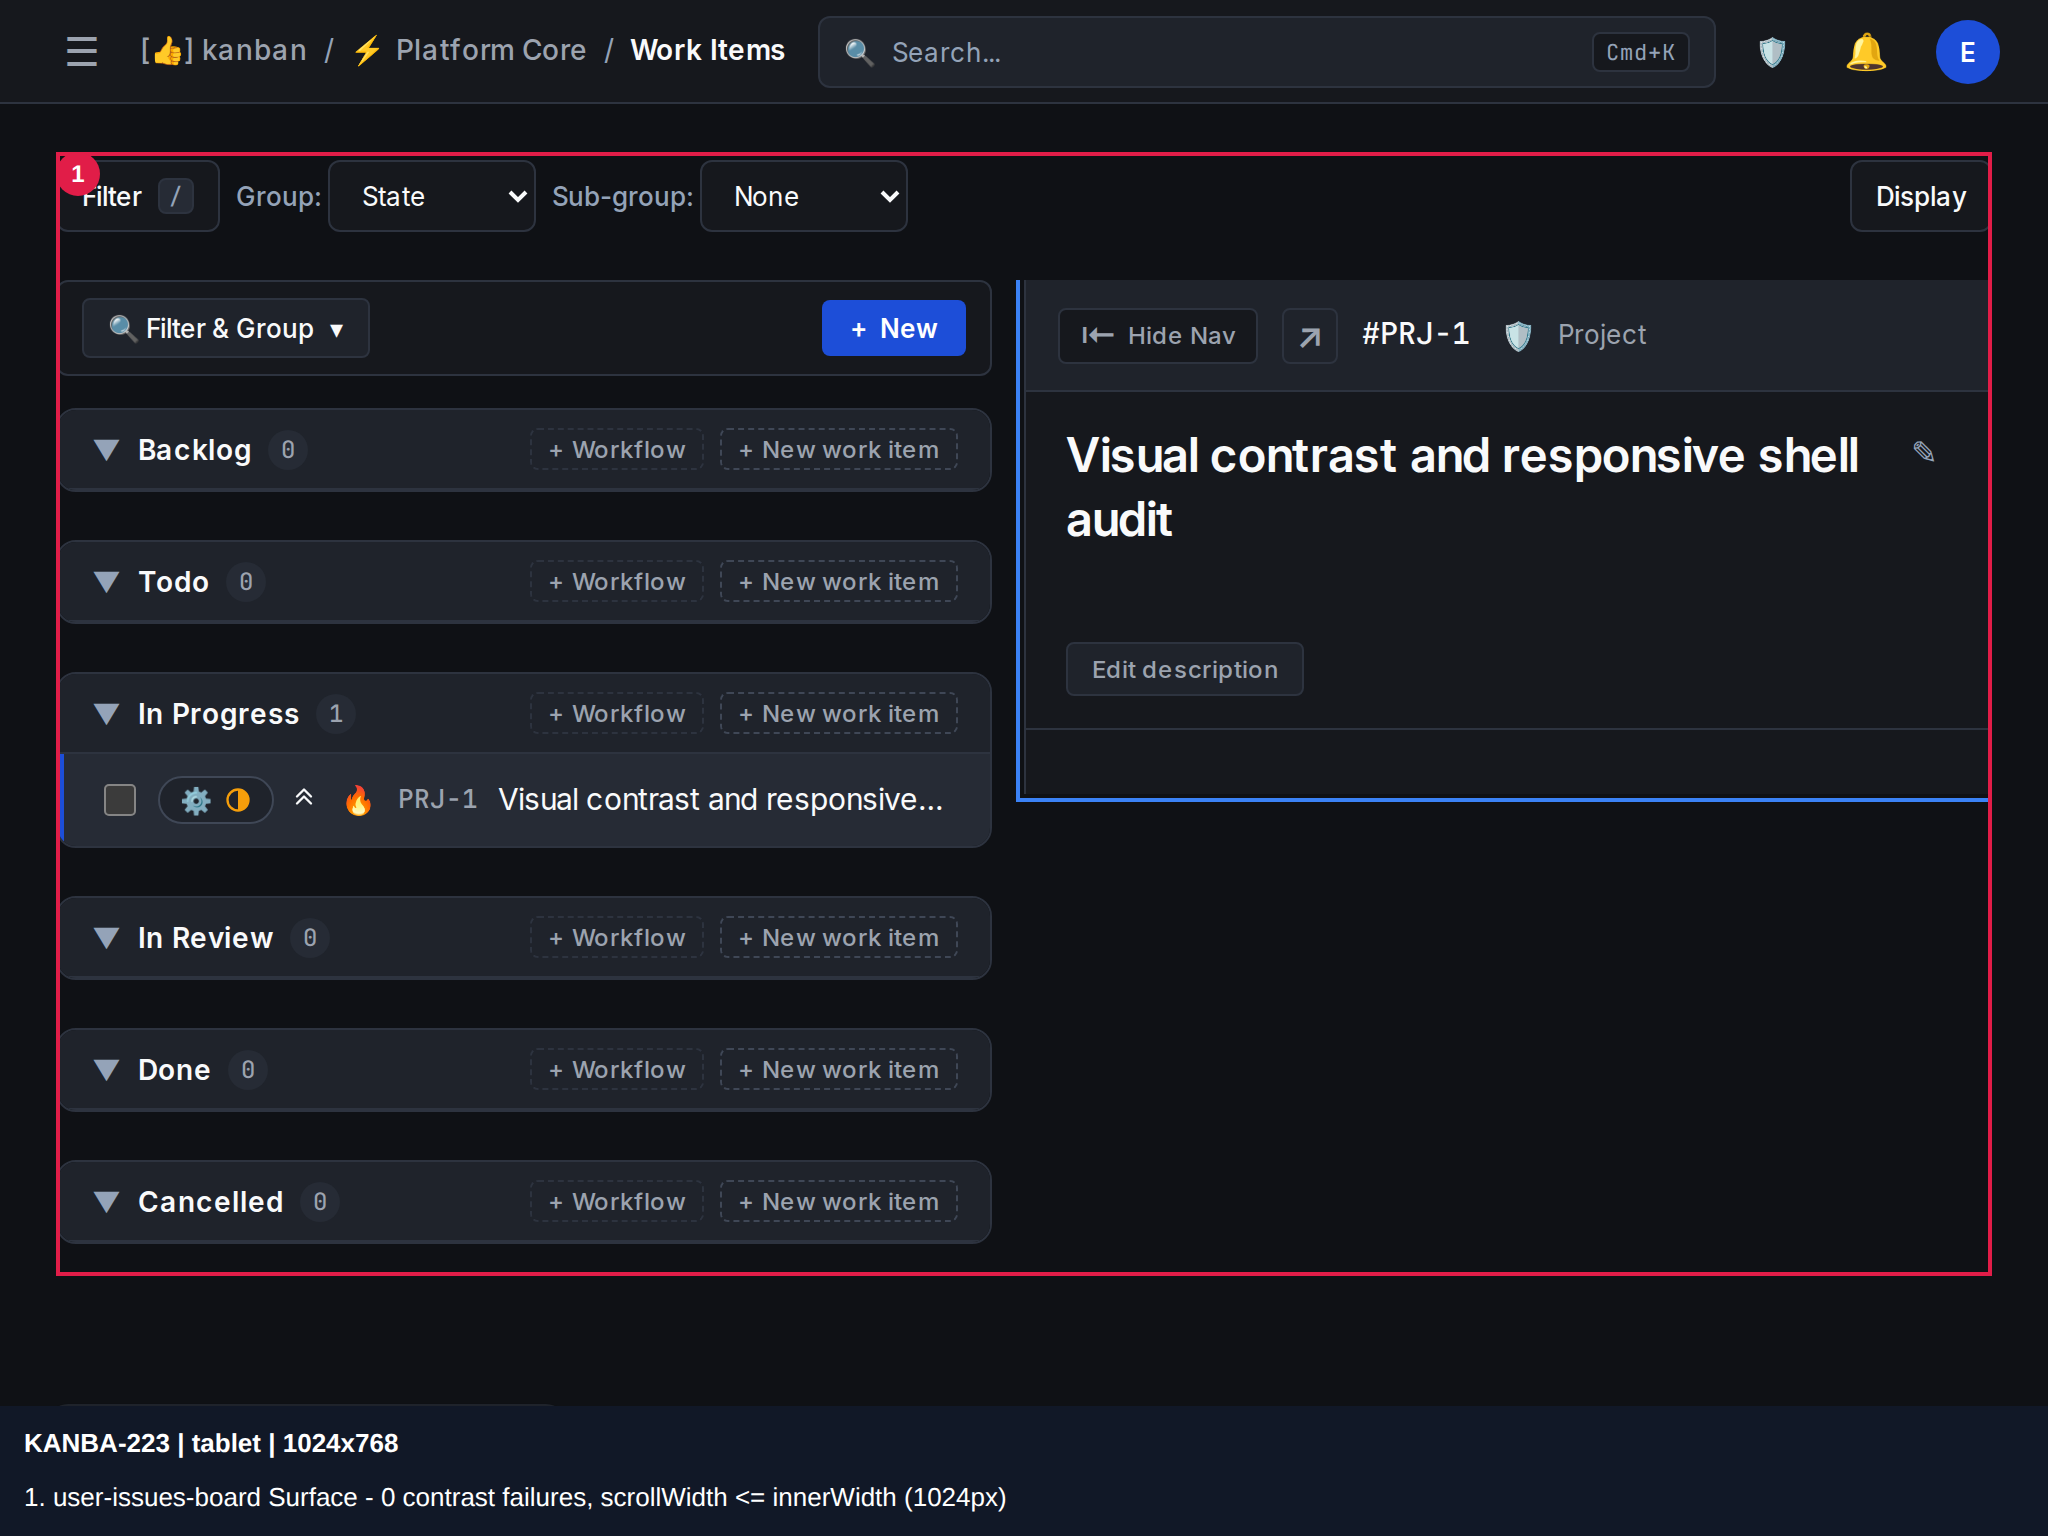 ☰ [👍] kanban / ⚡ Platform Core / Work Items
🔍 Search... Cmd+K 🛡️ 🔔 E
1
Filter / Group: State Sub-group: None Display
🔍 Filter & Group ▾ + New
▼ Backlog 0 + Workflow + New work item
▼ Todo 0 + Workflow + New work item
▼ In Progress 1 + Workflow + New work item
PRJ-1 Visual contrast and responsive...
▼ In Review 0 + Workflow + New work item
▼ Done 0 + Workflow + New work item
▼ Cancelled 0 + Workflow + New work item
I← Hide Nav ↗ #PRJ-1 🛡️ Project
Visual contrast and responsive shell
audit
Edit description
KANBA-223 | tablet | 1024x768
1. user-issues-board Surface - 0 contrast failures, scrollWidth <= innerWidth (1024px)